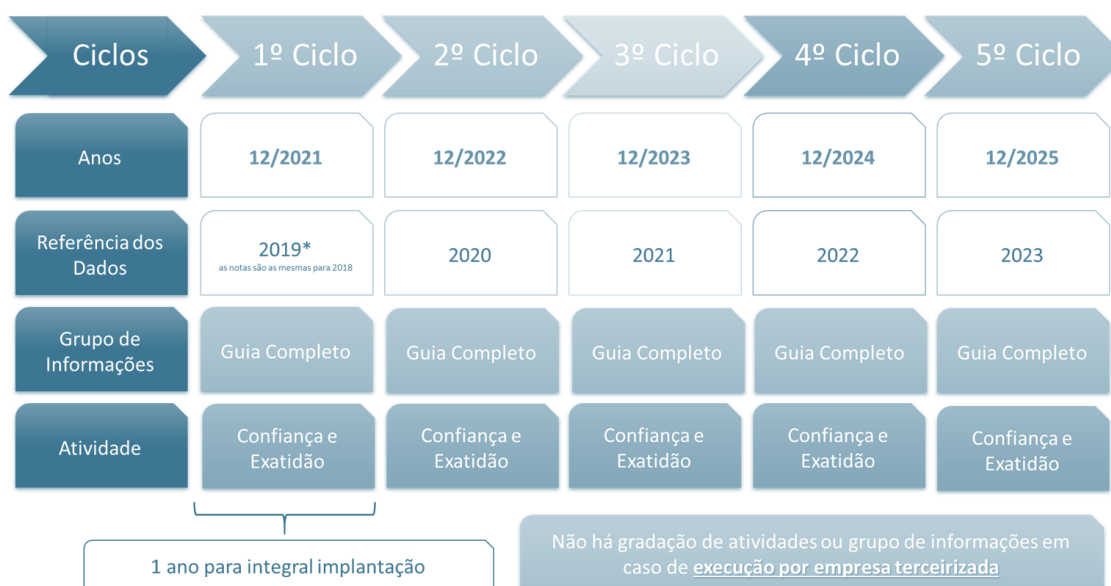 Ciclos
1º Ciclo
2º Ciclo
3º Ciclo
4º Ciclo
5º Ciclo
Anos
12/2021
12/2022
12/2023
12/2024
12/2025
Referência dos
Dados
2019*
as notas são as mesmas para 2018
2020
2021
2022
2023
Grupo de
Informações
Guia Completo
Guia Completo
Guia Completo
Guia Completo
Guia Completo
Atividade
Confiança e
Exatidão
Confiança e
Exatidão
Confiança e
Exatidão
Confiança e
Exatidão
Confiança e
Exatidão
1 ano para integral implantação
Não há gradação de atividades ou grupo de informações em
caso de execução por empresa terceirizada